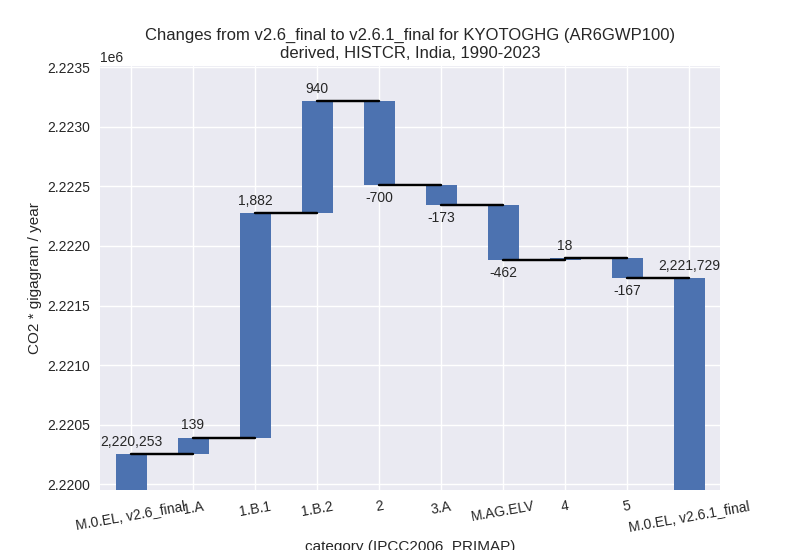 Changes from v2.6_final to v2.6.1_final for KYOTOGHG (AR6GWP100)
derived, HISTCR, India, 1990-2023
1e6
2.2235
2.2230
2.2225
2.2220
2.2215
2.2210
2.2205
2.2200
CO2 * gigagram / year
2,220,253
139
1,882
940
-700
-173
-462
18
-167
2,221,729
M.0.EL, v2.6_final
1.A
1.B.1
1.B.2
2
3.A
M.AG.ELV
4
5
M.0.EL, v2.6.1_final
category (IPCC2006_PRIMAP)